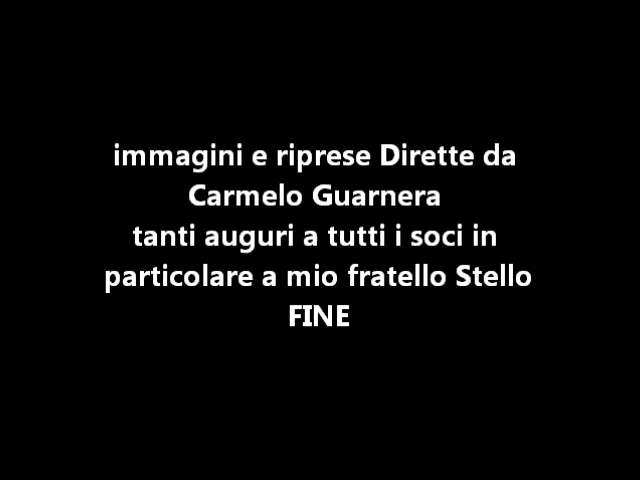 immagini e riprese Dirette da
Carmelo Guarnera
tanti auguri a tutti i soci in
particolare a mio fratello Stello
FINE